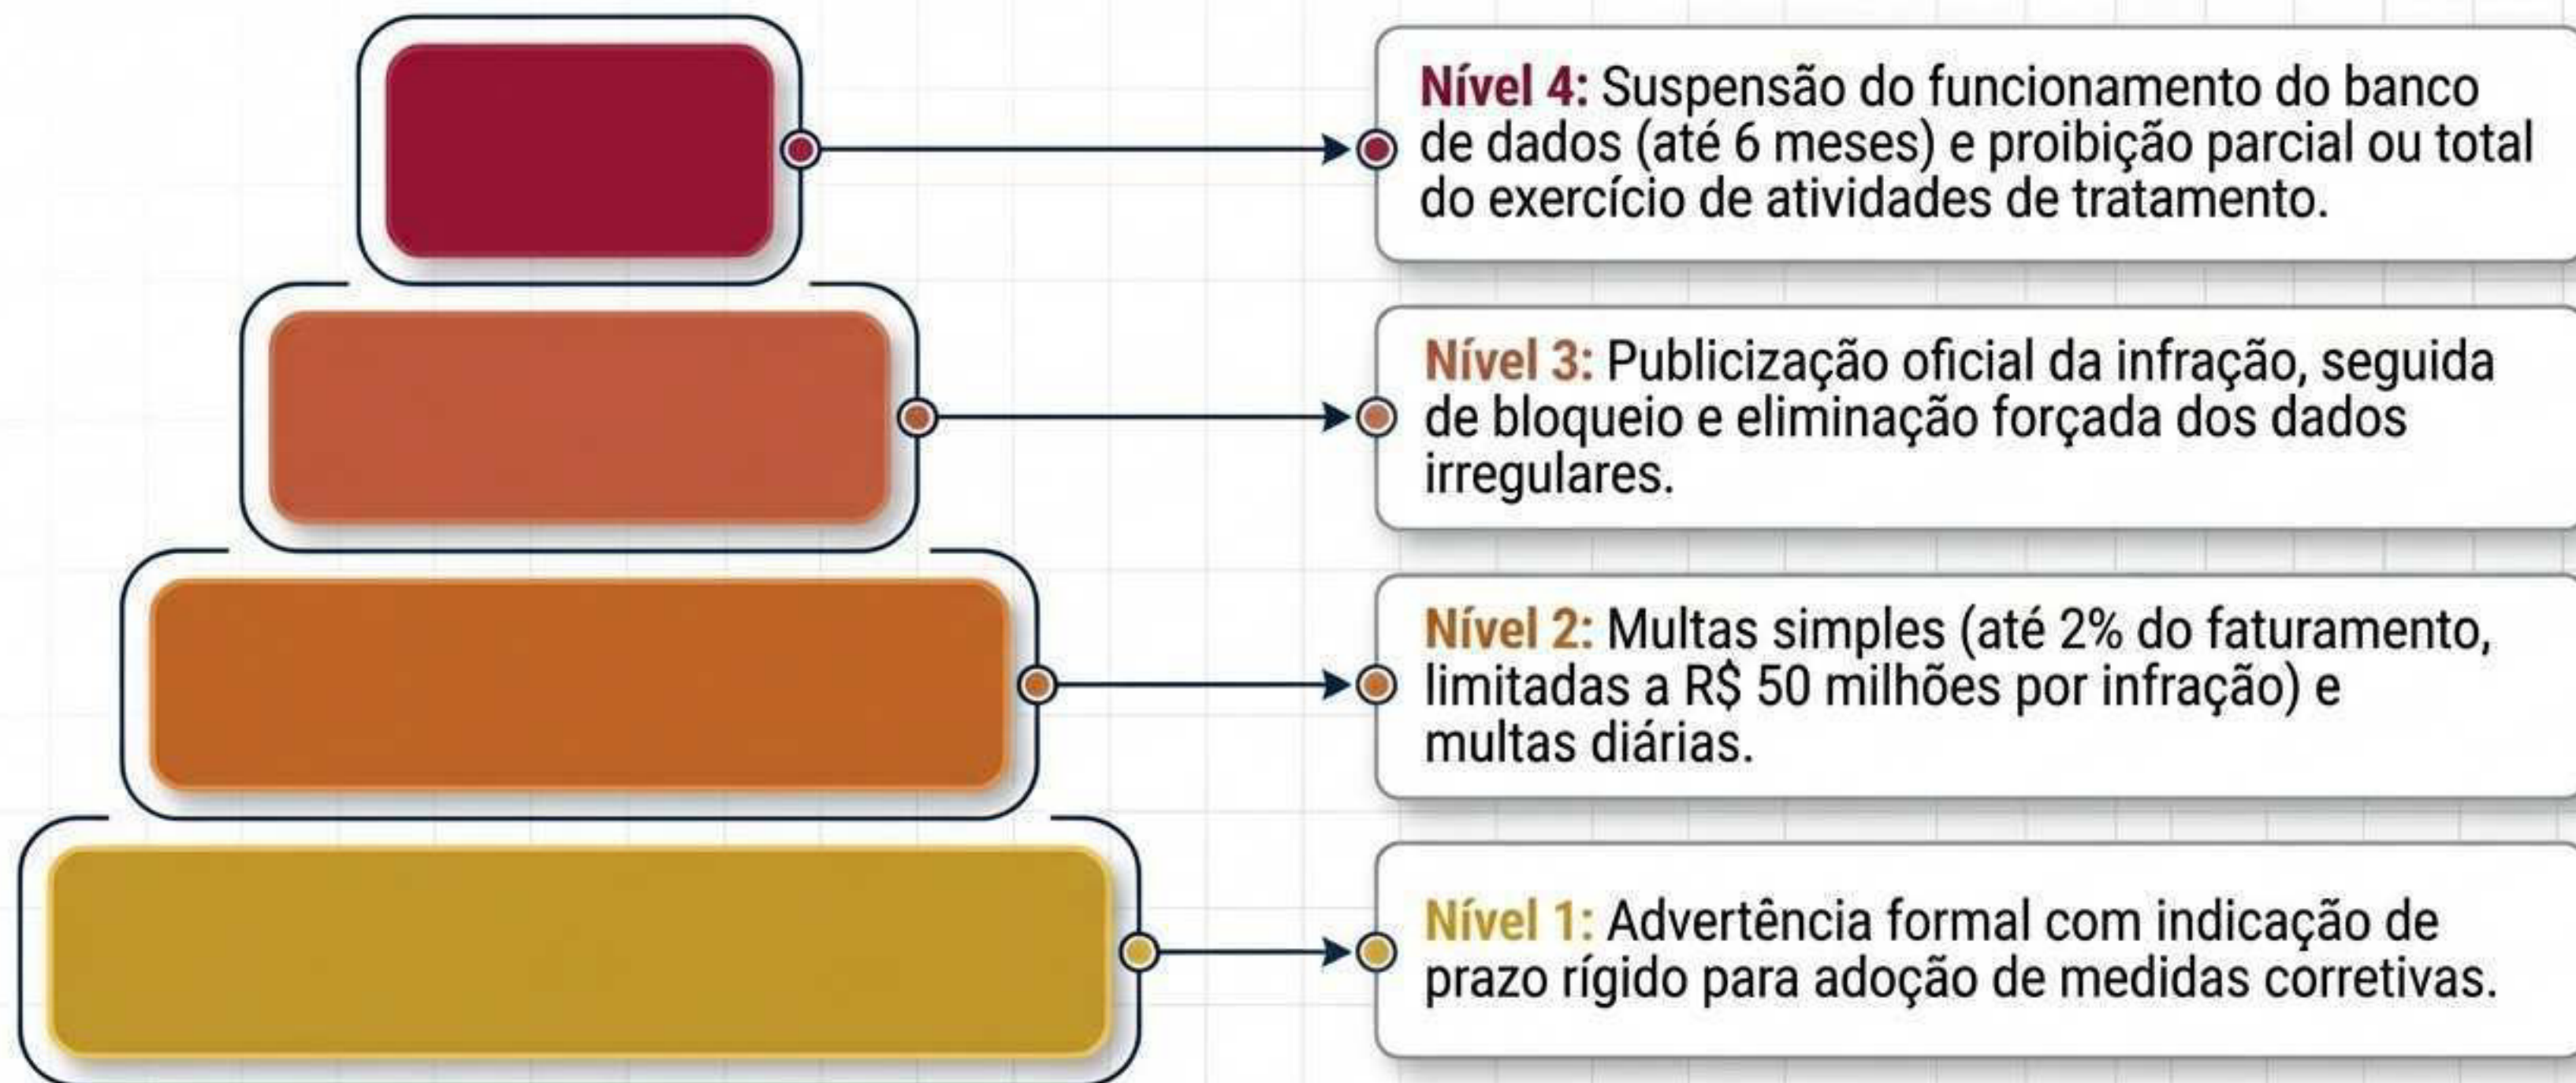 Nível 4: Suspensão do funcionamento do banco
de dados (até 6 meses) e proibição parcial ou total
do exercício de atividades de tratamento.
Nível 3: Publicização oficial da infração, seguida
de bloqueio e eliminação forçada dos dados
irregulares.
Nível 2: Multas simples (até 2% do faturamento,
limitadas a R$ 50 milhões por infração) e
multas diárias.
Nível 1: Advertência formal com indicação de
prazo rígido para adoção de medidas corretivas.